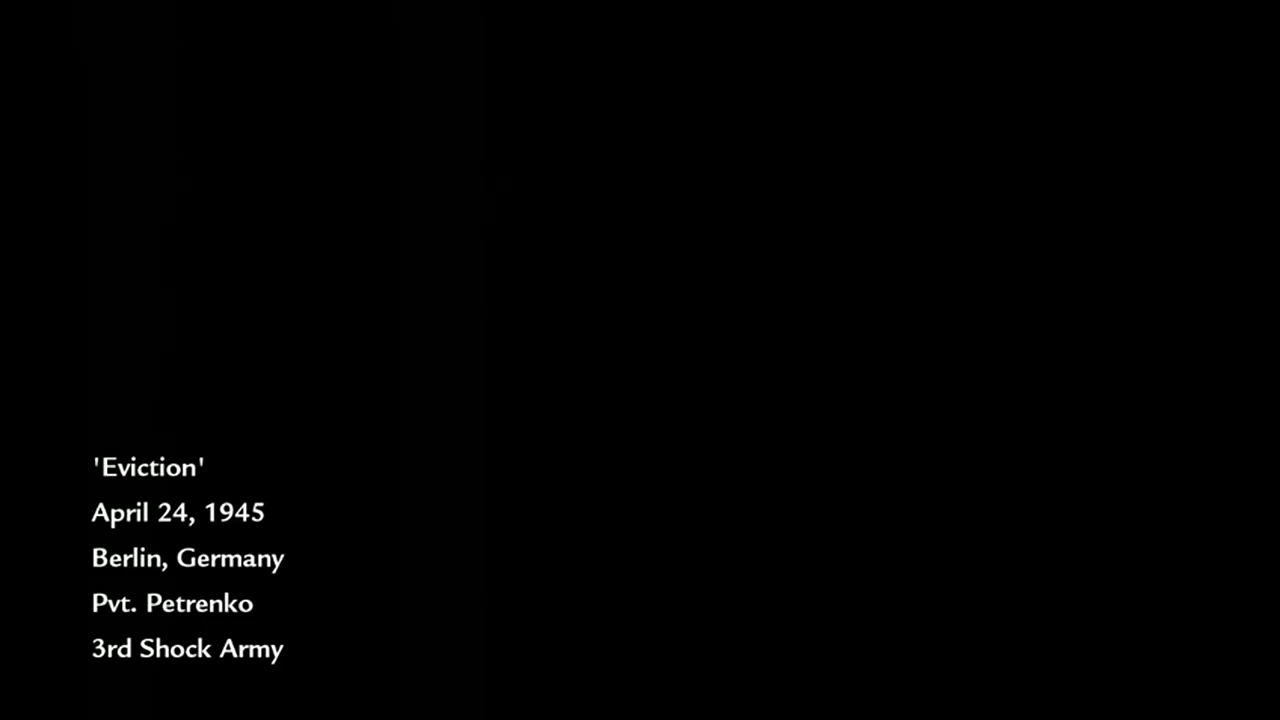 'Eviction'
April 24, 1945
Berlin, Germany
Pvt. Petrenko
3rd Shock Army